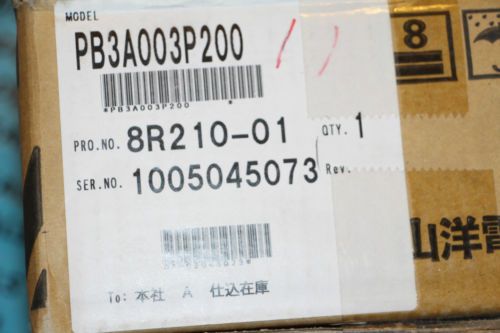 MODEL
PB3A003P200
*PB3A003P200*
PRO.NO. 8R210-01 QTY. 1
SER.NO. 1005045073 Rev.
To: 本社 A 仕込在庫
8
山洋電